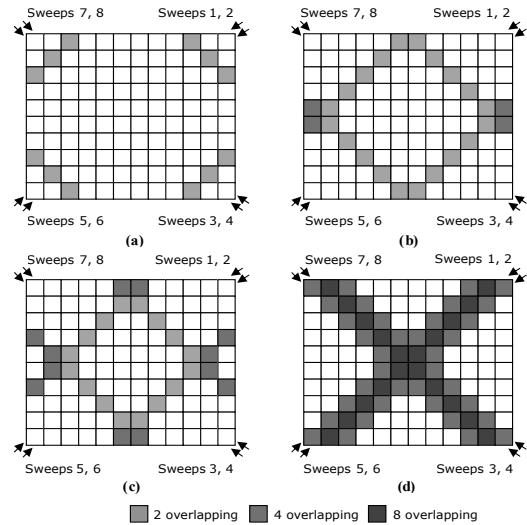 Sweeps 7, 8 Sweeps 1, 2 Sweeps 7, 8 Sweeps 1, 2
Sweeps 5, 6 Sweeps 3, 4 Sweeps 5, 6 Sweeps 3, 4
(a) (b)
Sweeps 7, 8 Sweeps 1, 2 Sweeps 7, 8 Sweeps 1, 2
Sweeps 5, 6 Sweeps 3, 4 Sweeps 5, 6 Sweeps 3, 4
(c) (d)
2 overlapping 4 overlapping 8 overlapping